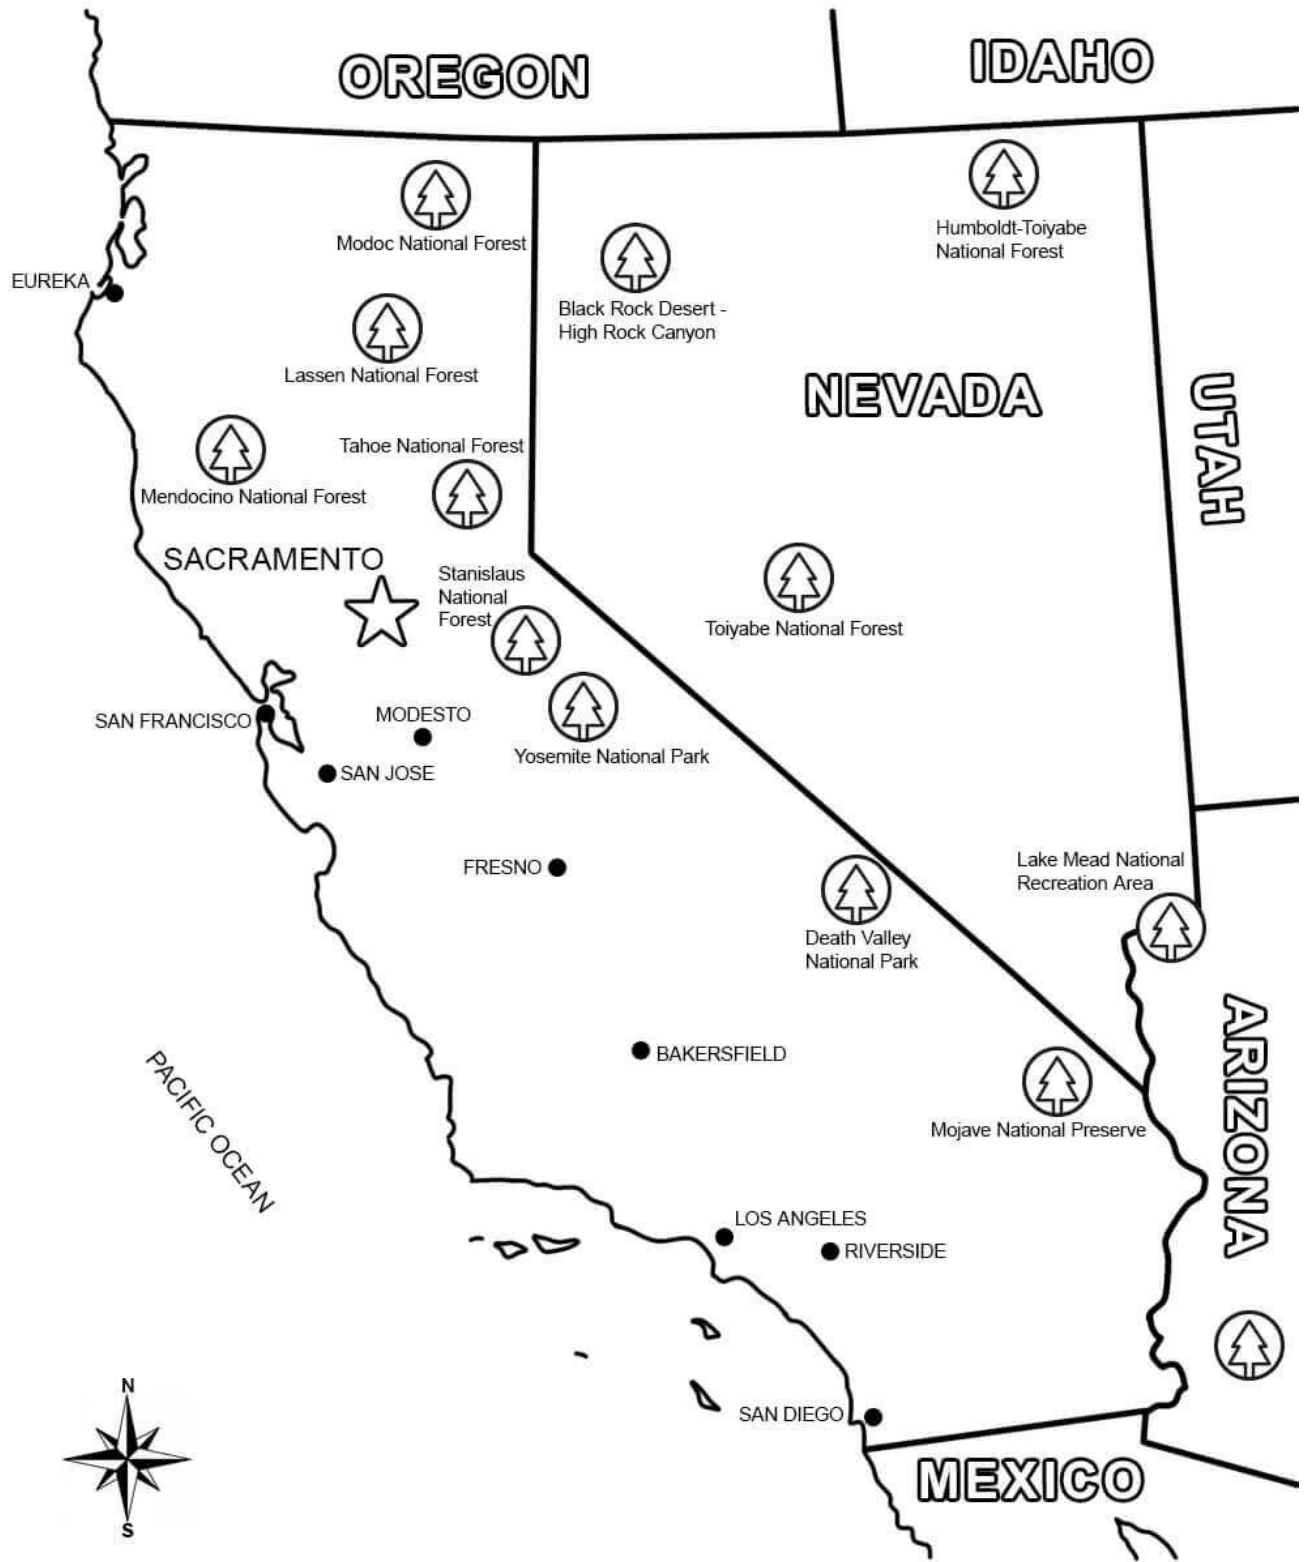 OREGON
IDAHO
Modoc National Forest
Humboldt-Toiyabe
National Forest
EUREKA
Black Rock Desert -
High Rock Canyon
Lassen National Forest
NEVADA
UTAH
Tahoe National Forest
Mendocino National Forest
SACRAMENTO
Stanislaus
National
Forest
Toiyabe National Forest
SAN FRANCISCO
MODESTO
Yosemite National Park
SAN JOSE
FRESNO
Lake Mead National
Recreation Area
Death Valley
National Park
ARIZONA
BAKERSFIELD
PACIFIC OCEAN
Mojave National Preserve
LOS ANGELES
RIVERSIDE
N
SAN DIEGO
MEXICO
S